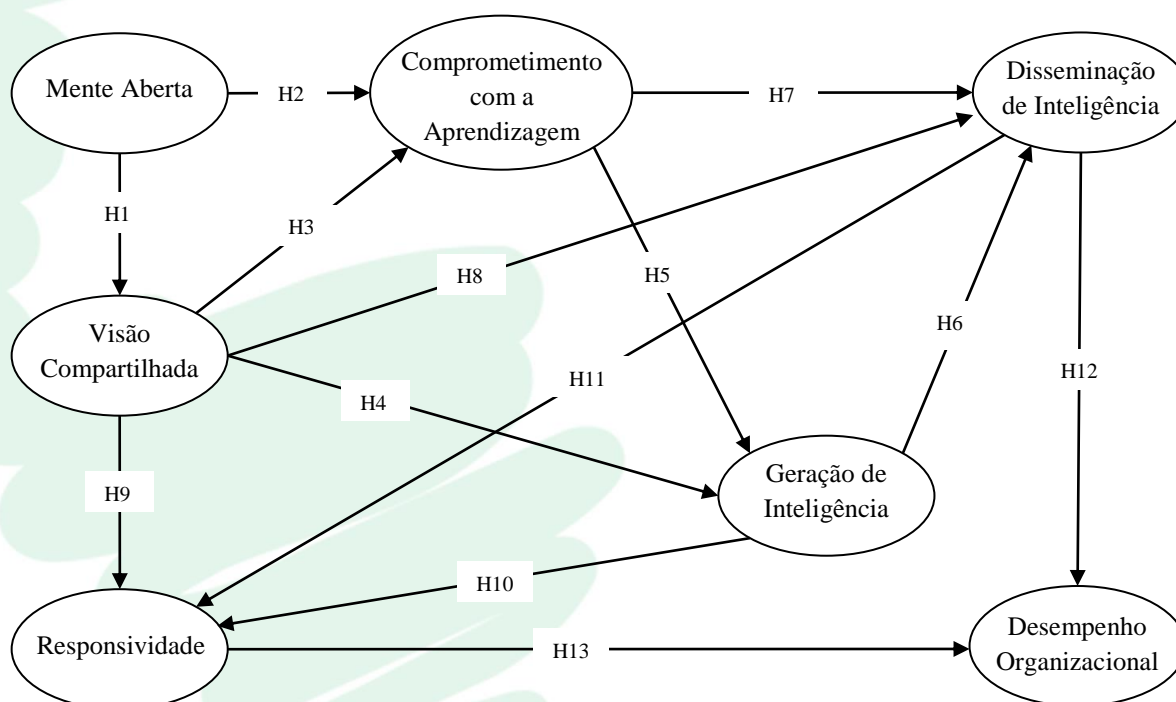 Mente Aberta
H2
Comprometimento
com a
Aprendizagem
H7
Disseminação
de Inteligência
H1
H3
H8
H5
H6
Visão
Compartilhada
H4
H11
H12
H9
Geração de
Inteligência
H10
Responsividade
H13
Desempenho
Organizacional